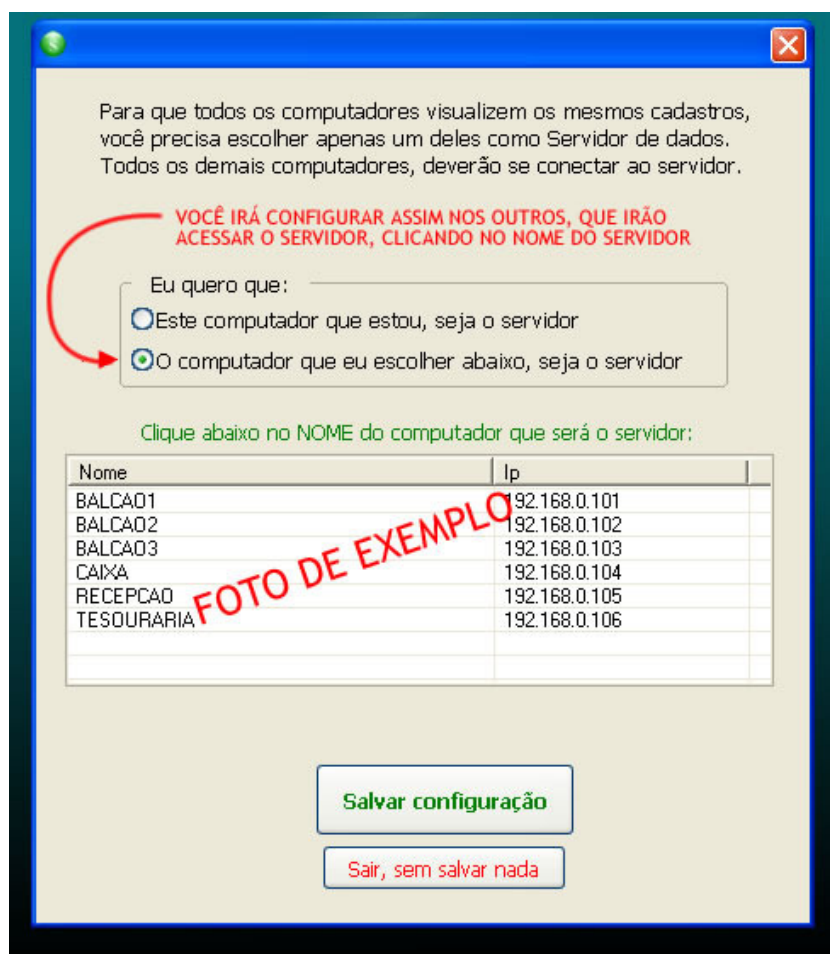 Para que todos os computadores visualizem os mesmos cadastros,
você precisa escolher apenas um deles como Servidor de dados.
Todos os demais computadores, deverão se conectar ao servidor.
VOCÊ IRÁ CONFIGURAR ASSIM NOS OUTROS, QUE IRÃO
ACESSAR O SERVIDOR, CLICANDO NO NOME DO SERVIDOR
Eu quero que:
Este computador que estou, seja o servidor
O computador que eu escolher abaixo, seja o servidor
Clique abaixo no NOME do computador que será o servidor:
Nome Ip
BALCAO1 192.168.0.101
BALCAO2 192.168.0.102
BALCAO3 192.168.0.103
CAIXA 192.168.0.104
RECEPCAO 192.168.0.105
TESOURARIA 192.168.0.106
FOTO DE EXEMPLO
Salvar configuração
Sair, sem salvar nada